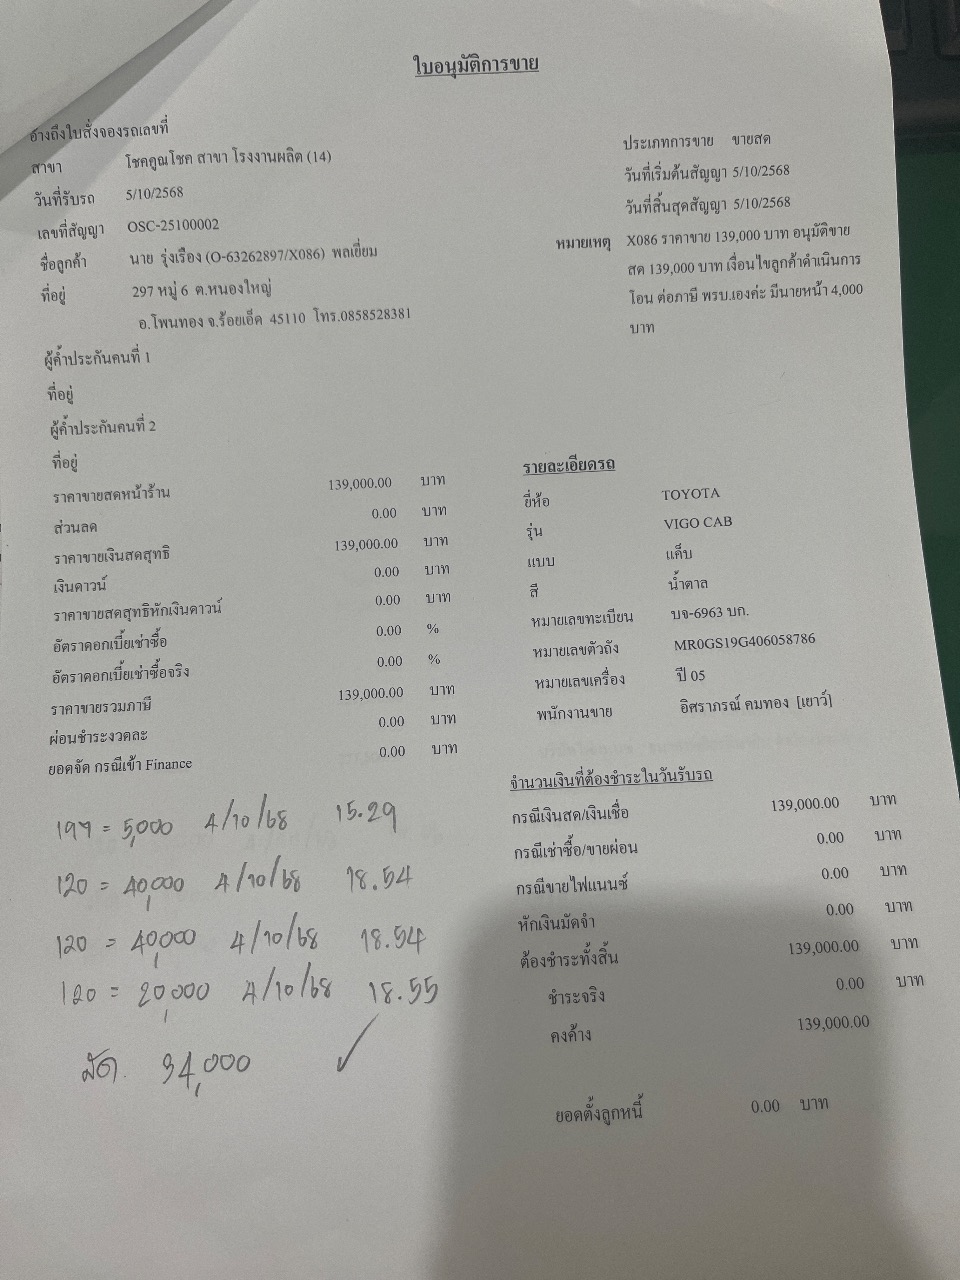 ใบอนุมัติการขาย
อ้างถึงใบสั่งจองรถเลขที่
สาขา โชคคูณโชค สาขา โรงงานผลิต (14)
วันที่รับรถ 5/10/2568
เลขที่สัญญา OSC-25100002
ชื่อลูกค้า นาย รุ่งเรือง (O-63262897/X086) พลเยี่ยม
ที่อยู่ 297 หมู่ 6 ต.หนองใหญ่
อ.โพนทอง จ.ร้อยเอ็ด 45110 โทร.0858528381
ประเภทการขาย ขายสด
วันที่เริ่มต้นสัญญา 5/10/2568
วันที่สิ้นสุดสัญญา 5/10/2568
หมายเหตุ X086 ราคาขาย 139,000 บาท อนุมัติขาย
สด 139,000 บาท เงื่อนไขลูกค้าดำเนินการ
โอน ต่อภาษี พรบ.เองค่ะ มีนายหน้า 4,000
บาท
ผู้ค้ำประกันคนที่ 1
ที่อยู่
ผู้ค้ำประกันคนที่ 2
ที่อยู่
ราคาขายสดหน้าร้าน 139,000.00 บาท
ส่วนลด 0.00 บาท
ราคาขายเงินสดสุทธิ 139,000.00 บาท
เงินดาวน์ 0.00 บาท
ราคาขายสดสุทธิหักเงินดาวน์ 0.00 บาท
อัตราดอกเบี้ยเช่าซื้อ 0.00 %
อัตราดอกเบี้ยเช่าซื้อจริง 0.00 %
ราคาขายรวมภาษี 139,000.00 บาท
ผ่อนชำระงวดละ 0.00 บาท
ยอดจัด กรณีเข้า Finance 0.00 บาท
รายละเอียดรถ
ยี่ห้อ TOYOTA
รุ่น VIGO CAB
แบบ แค็บ
สี น้ำตาล
หมายเลขทะเบียน บจ-6963 บก.
หมายเลขตัวถัง MR0GS19G406058786
หมายเลขเครื่อง ปี 05
พนักงานขาย อิศราภรณ์ คมทอง [เยาว์]
จำนวนเงินที่ต้องชำระในวันรับรถ
กรณีเงินสด/เงินเชื่อ 139,000.00 บาท
กรณีเช่าซื้อ/ขายผ่อน 0.00 บาท
กรณีขายไฟแนนซ์ 0.00 บาท
หักเงินมัดจำ 0.00 บาท
ต้องชำระทั้งสิ้น 139,000.00 บาท
ชำระจริง 0.00 บาท
คงค้าง 139,000.00
ยอดตั้งลูกหนี้ 0.00 บาท
= 5,000 4/10/68 15.29
120 = 40,000 4/10/68 18.54
120 = 40,000 4/10/68 18.54
120 = 20,000 4/10/68 18.55
มัด. 34,000 ✓